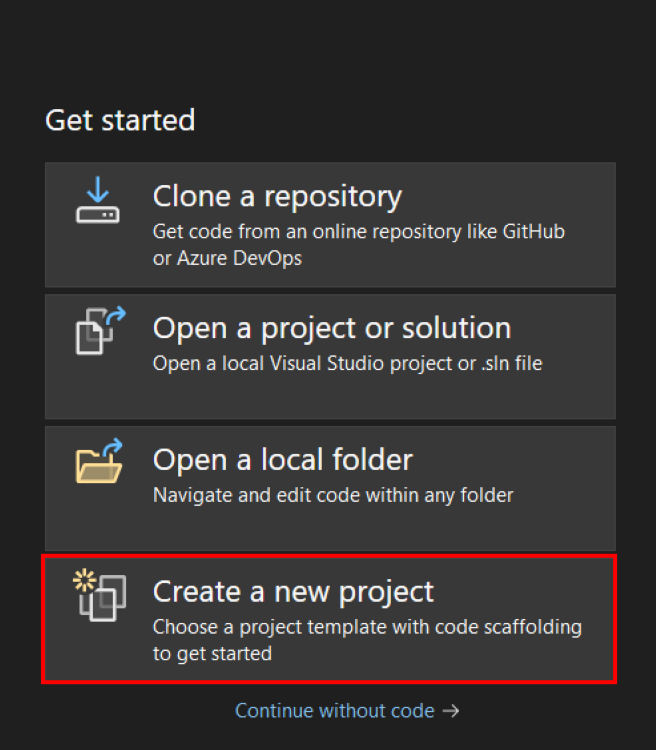 Get started
Clone a repository
Get code from an online repository like GitHub
or Azure DevOps
Open a project or solution
Open a local Visual Studio project or .sln file
Open a local folder
Navigate and edit code within any folder
Create a new project
Choose a project template with code scaffolding
to get started
Continue without code →